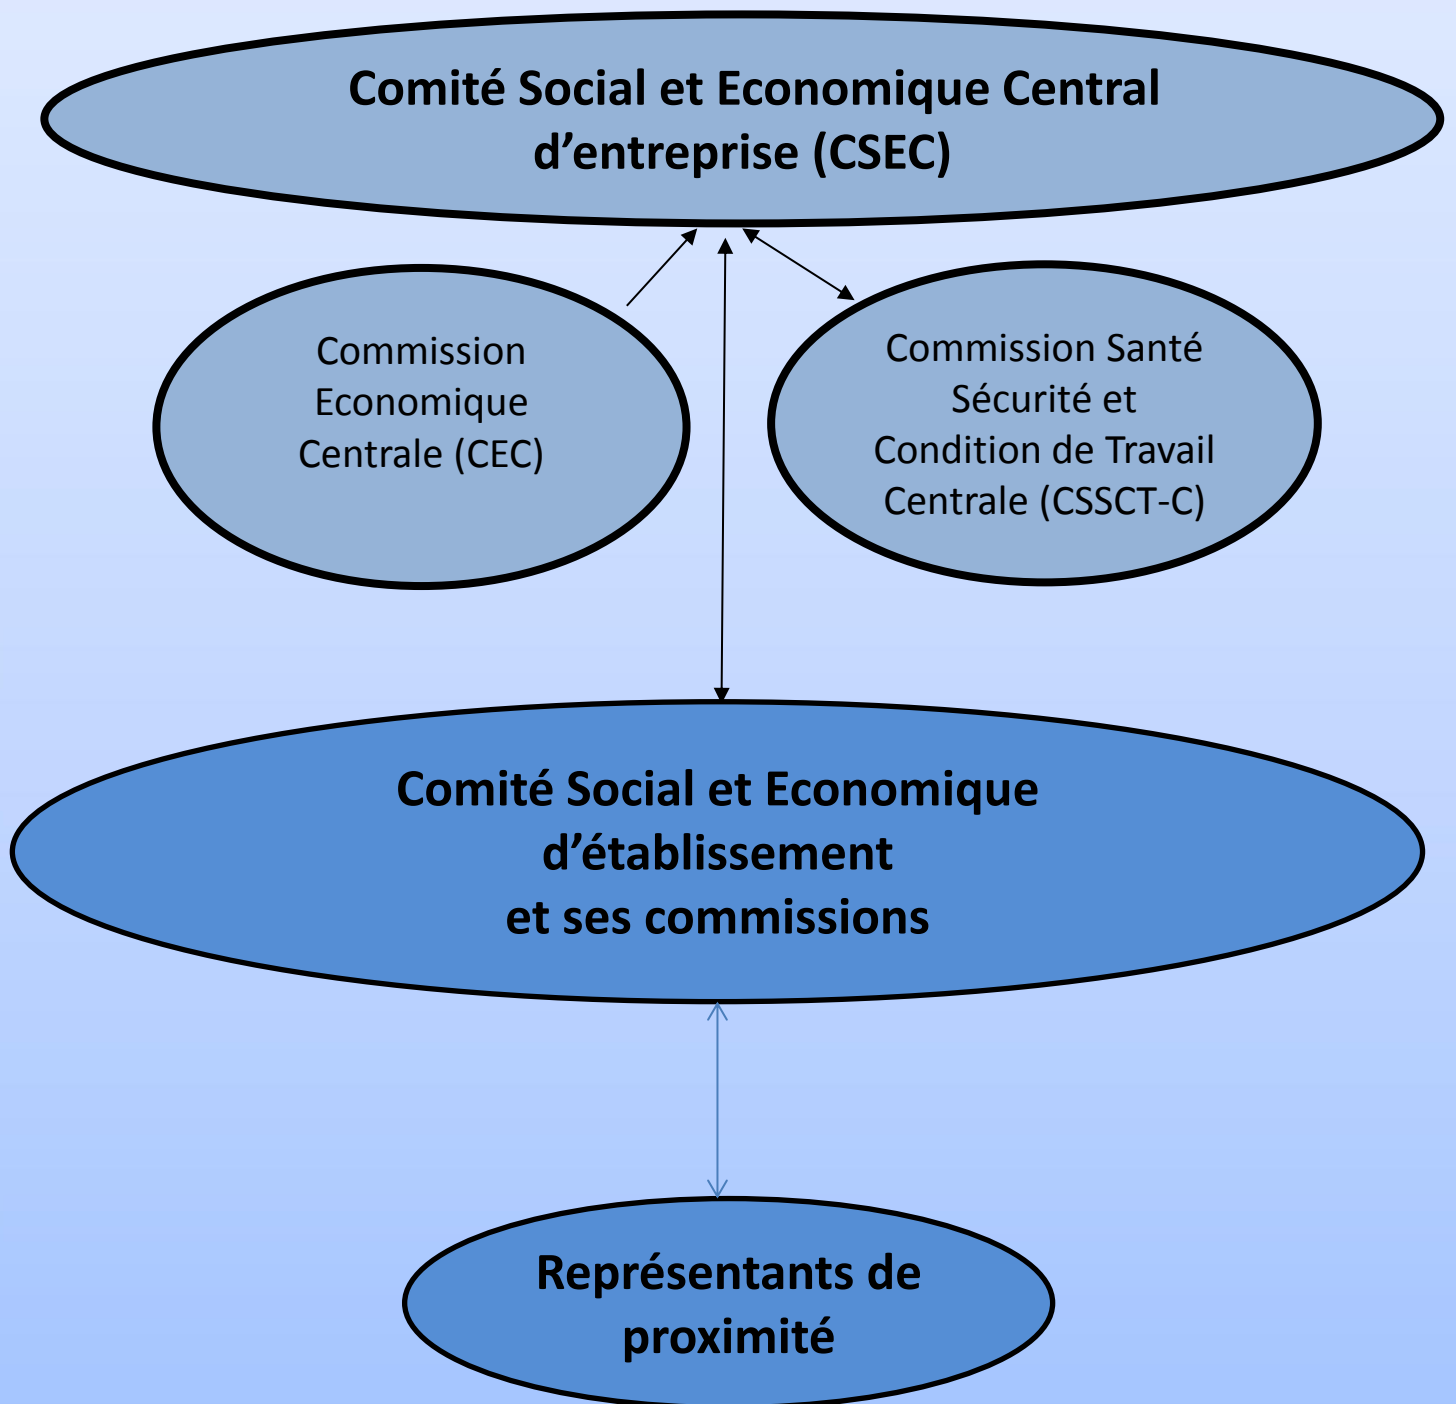 Comité Social et Economique Central
d’entreprise (CSEC)
Commission
Economique
Centrale (CEC)
Commission Santé
Sécurité et
Condition de Travail
Centrale (CSSCT-C)
Comité Social et Economique
d’établissement
et ses commissions
Représentants de
proximité